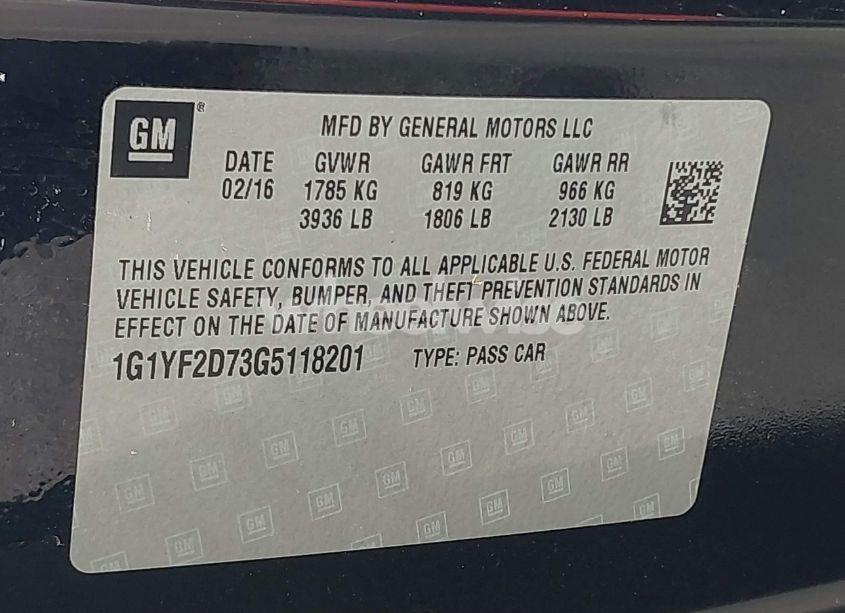 GM ®
MFD BY GENERAL MOTORS LLC
DATE GVWR GAWR FRT GAWR RR
02/16 1785 KG 819 KG 966 KG
3936 LB 1806 LB 2130 LB
THIS VEHICLE CONFORMS TO ALL APPLICABLE U.S. FEDERAL MOTOR
VEHICLE SAFETY, BUMPER, AND THEFT PREVENTION STANDARDS IN
EFFECT ON THE DATE OF MANUFACTURE SHOWN ABOVE.
1G1YF2D73G5118201 TYPE: PASS CAR